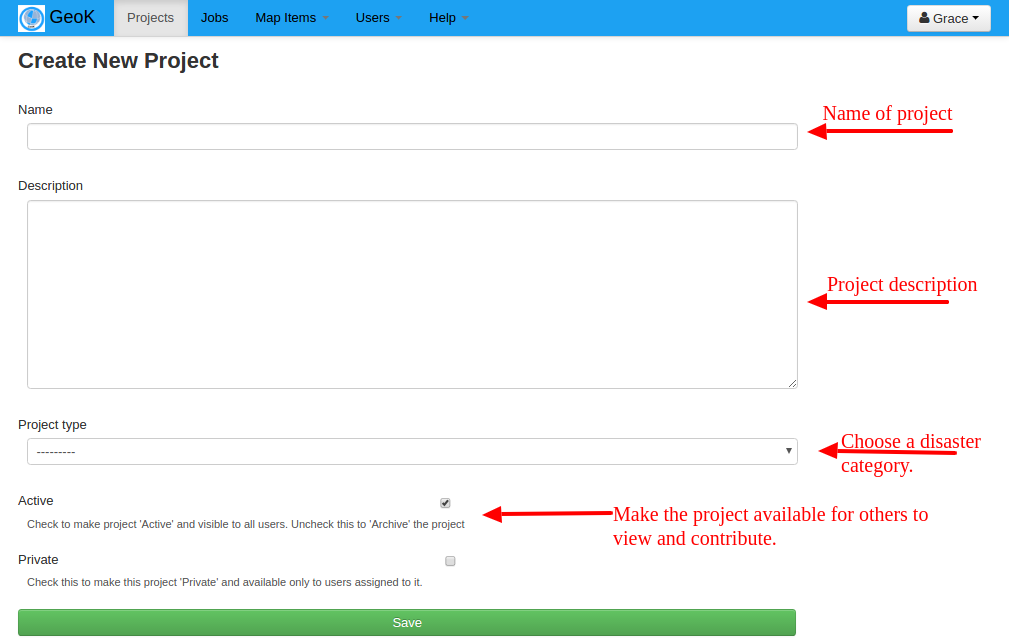 GeoK Projects Jobs Map Items Users Help Grace
Create New Project
Name
Name of project
Description
Project description
Project type
---------
Choose a disaster
category.
Active
Check to make project 'Active' and visible to all users. Uncheck this to 'Archive' the project
Make the project available for others to
view and contribute.
Private
Check this to make this project 'Private' and available only to users assigned to it.
Save